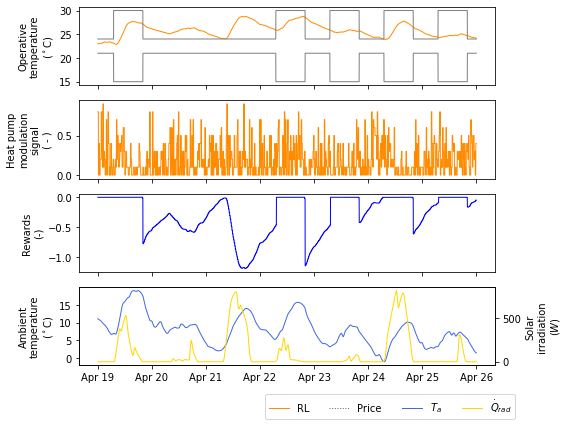 30
25
20
15
Operative
temperature
(°C)
0.5
0.0
Heat pump
modulation
signal
( - )
0.0
−0.5
−1.0
Rewards
(-)
15
10
5
0
Ambient
temperature
(°C)
500
0
Solar
irradiation
(W)
Apr 19 Apr 20 Apr 21 Apr 22 Apr 23 Apr 24 Apr 25 Apr 26
RL Price Tₐ Q̇rad